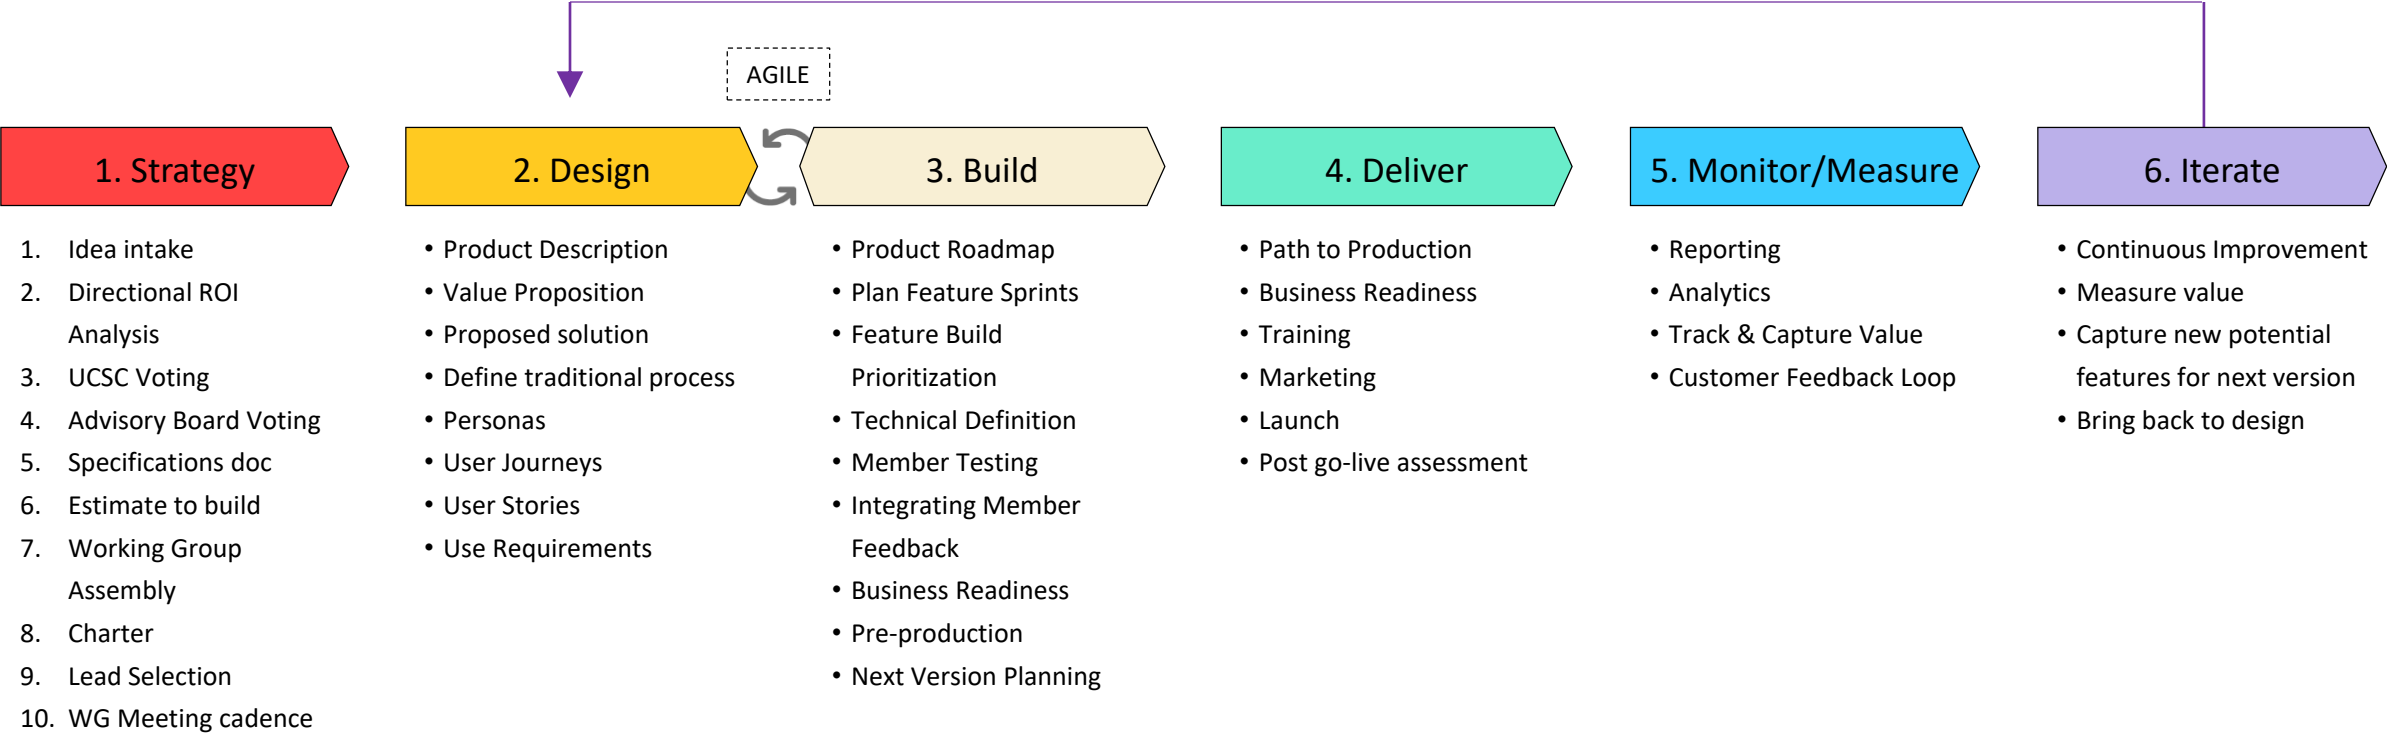 AGILE
1. Strategy
1. Idea intake
2. Directional ROI
Analysis
3. UCSC Voting
4. Advisory Board Voting
5. Specifications doc
6. Estimate to build
7. Working Group
Assembly
8. Charter
9. Lead Selection
10. WG Meeting cadence
2. Design
• Product Description
• Value Proposition
• Proposed solution
• Define traditional process
• Personas
• User Journeys
• User Stories
• Use Requirements
3. Build
• Product Roadmap
• Plan Feature Sprints
• Feature Build
Prioritization
• Technical Definition
• Member Testing
• Integrating Member
Feedback
• Business Readiness
• Pre-production
• Next Version Planning
4. Deliver
• Path to Production
• Business Readiness
• Training
• Marketing
• Launch
• Post go-live assessment
5. Monitor/Measure
• Reporting
• Analytics
• Track & Capture Value
• Customer Feedback Loop
6. Iterate
• Continuous Improvement
• Measure value
• Capture new potential
features for next version
• Bring back to design